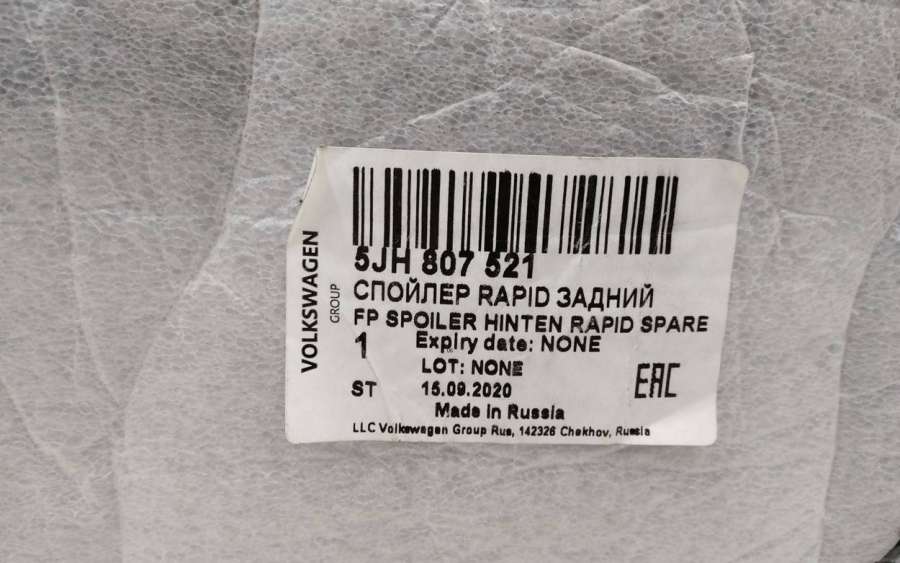 VOLKSWAGEN
GROUP
5JH 807 521
СПОЙЛЕР RAPID ЗАДНИЙ
FP SPOILER HINTEN RAPID SPARE
1 Expiry date: NONE
LOT: NONE
ST 15.09.2020
EAC
Made in Russia
LLC Volkswagen Group Rus, 142326 Chekhov, Russia